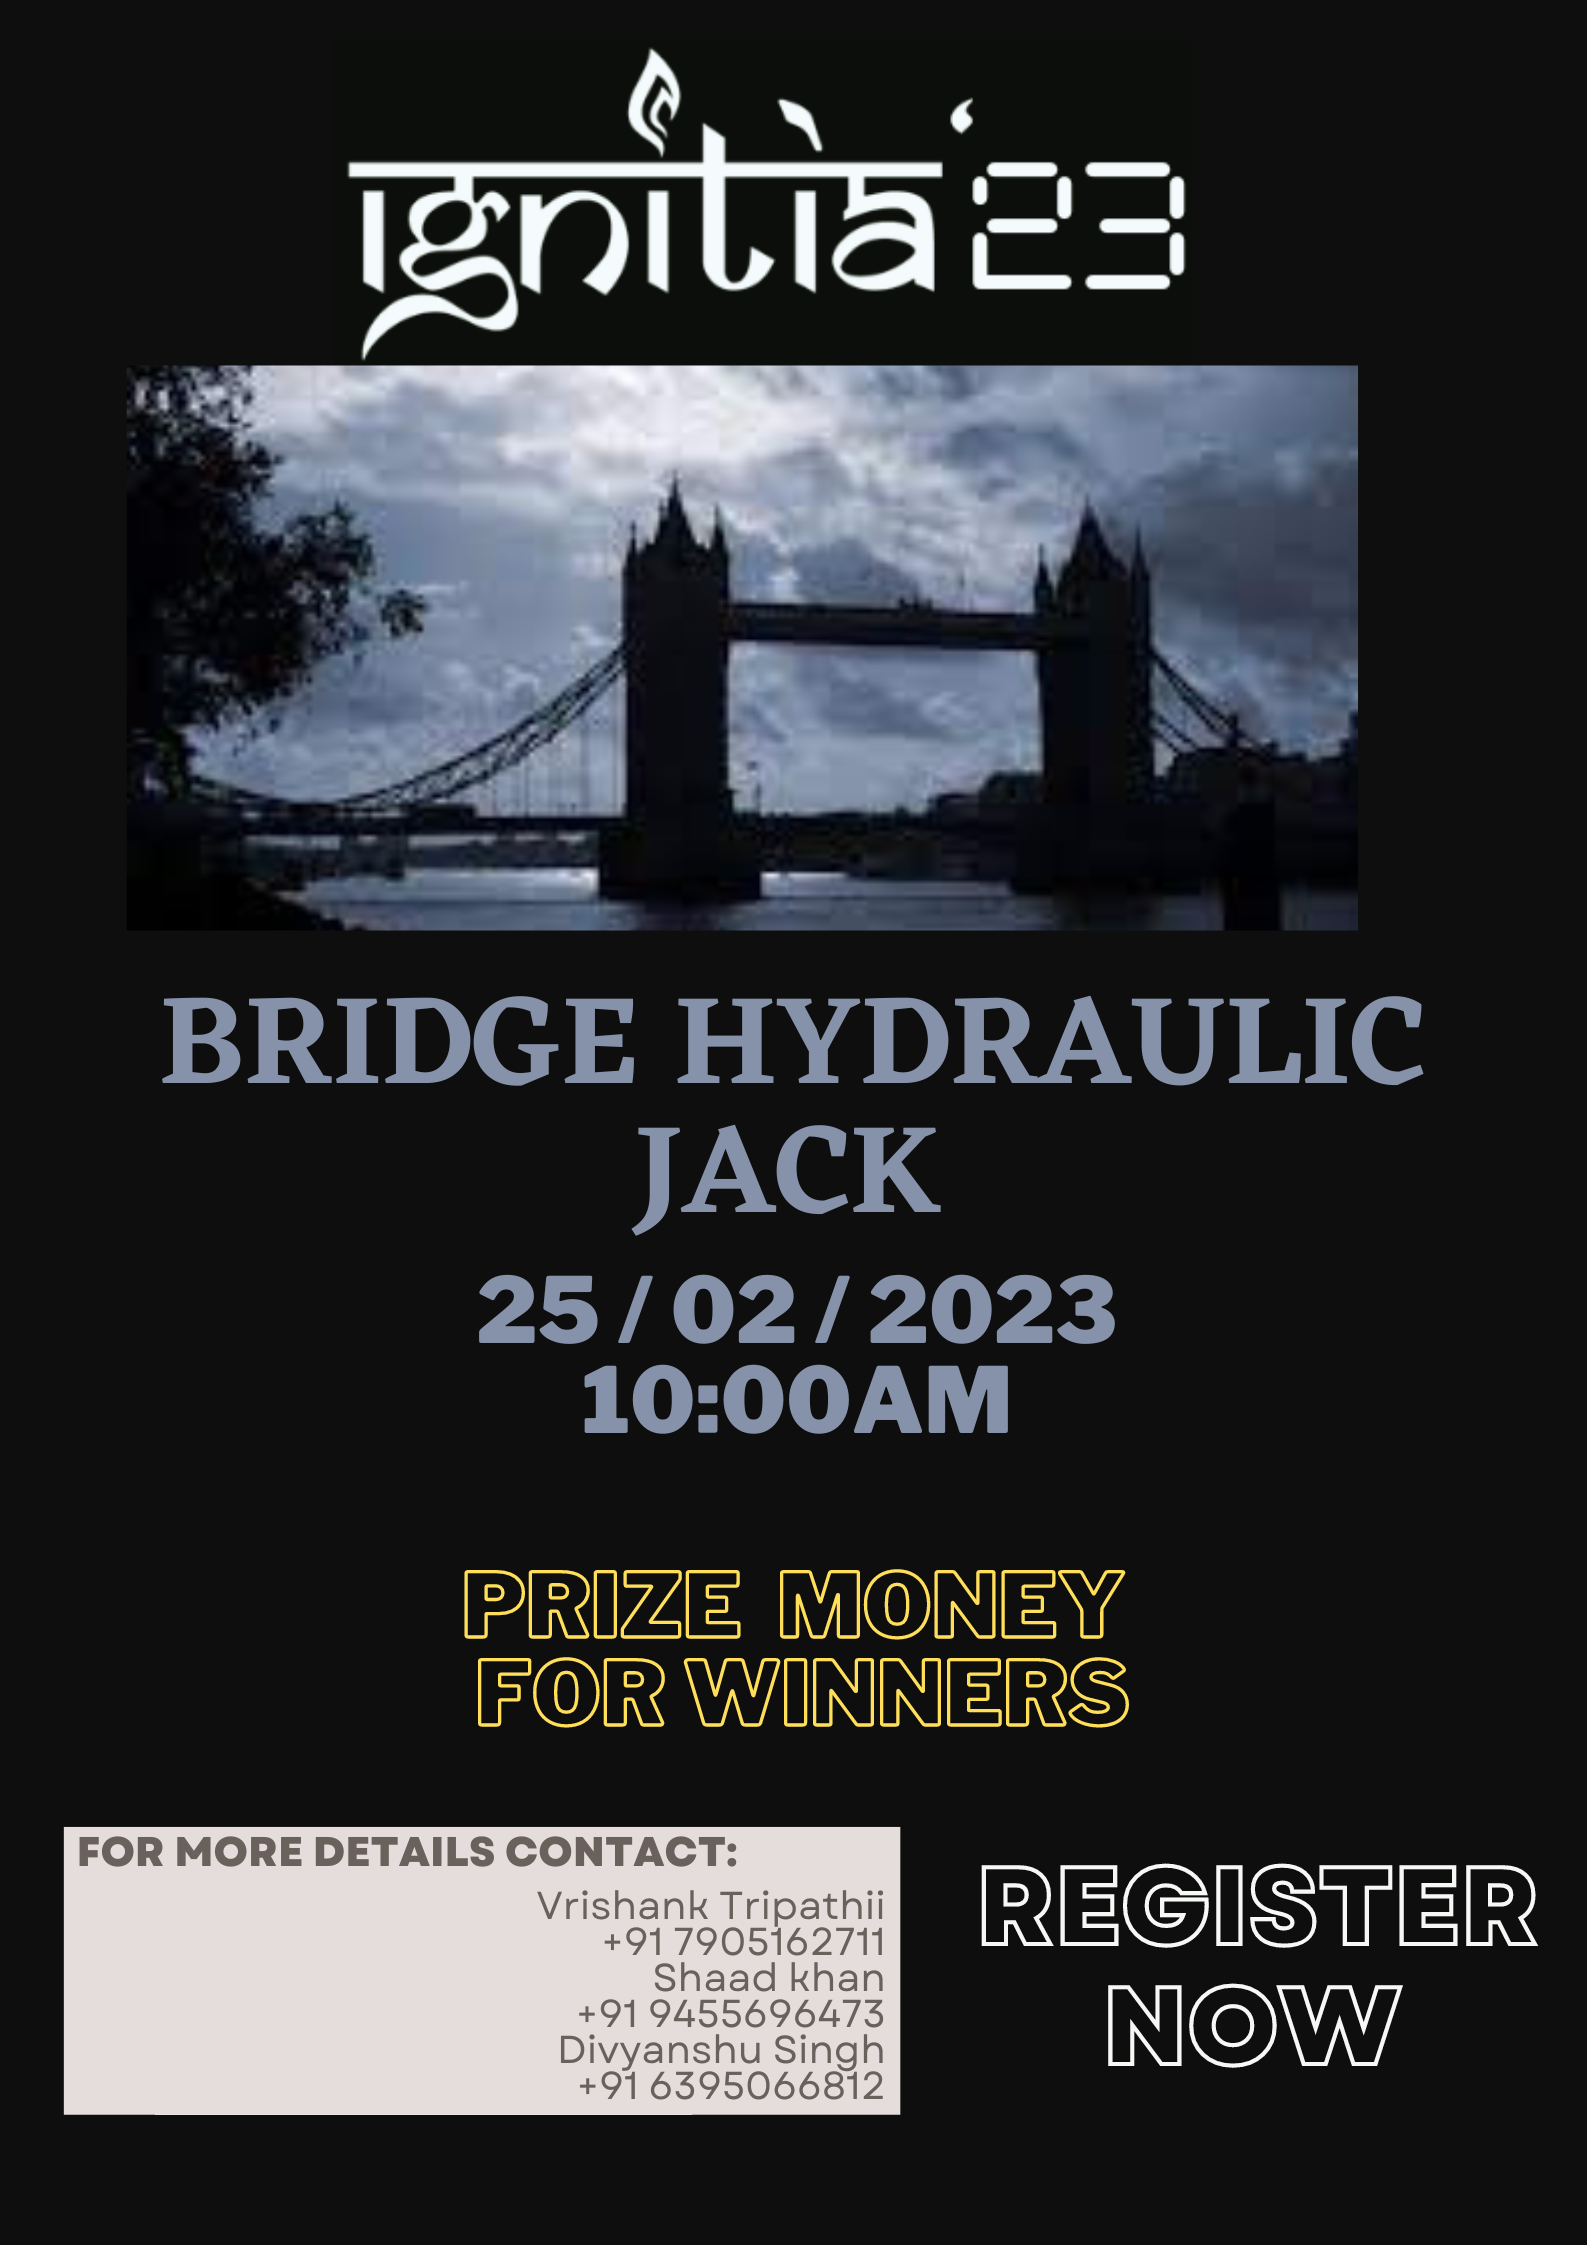 ignitìa ‘23
BRIDGE HYDRAULIC
JACK
25 / 02 / 2023
10:00AM
PRIZE MONEY
FOR WINNERS
FOR MORE DETAILS CONTACT:
Vrishank Tripathii
+91 7905162711
Shaad khan
+91 9455696473
Divyanshu Singh
+91 6395066812
REGISTER
NOW